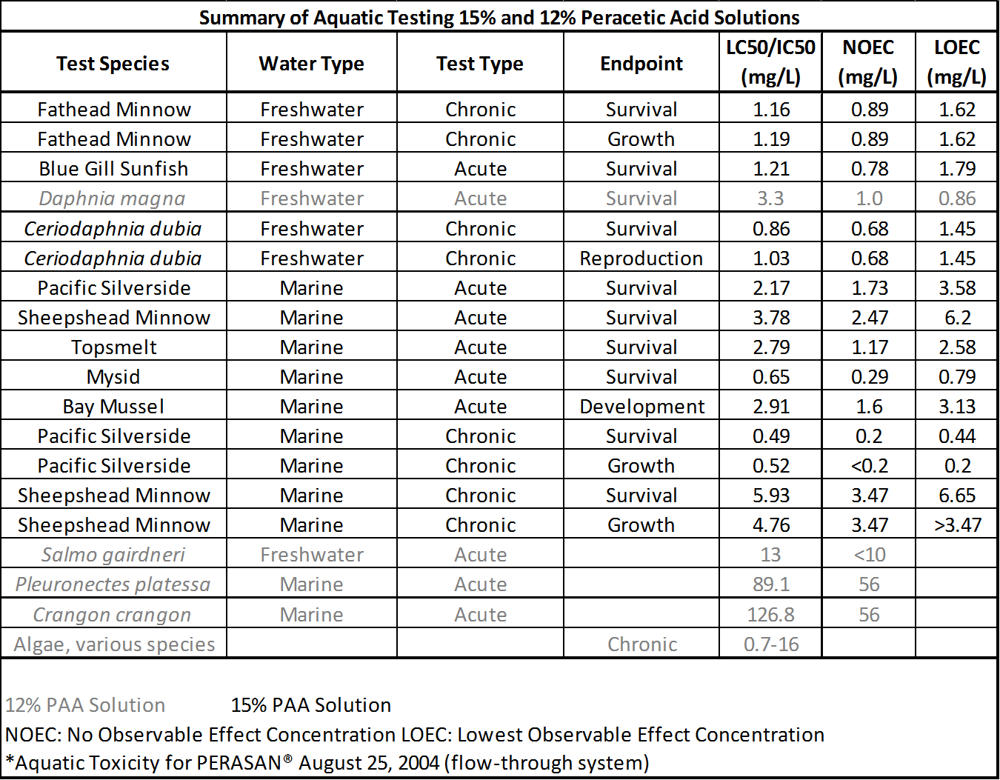 Summary of Aquatic Testing 15% and 12% Peracetic Acid Solutions
Test Species Water Type Test Type Endpoint LC50/IC50 (mg/L) NOEC (mg/L) LOEC (mg/L)
Fathead Minnow Freshwater Chronic Survival 1.16 0.89 1.62
Fathead Minnow Freshwater Chronic Growth 1.19 0.89 1.62
Blue Gill Sunfish Freshwater Acute Survival 1.21 0.78 1.79
Daphnia magna Freshwater Acute Survival 3.3 1.0 0.86
Ceriodaphnia dubia Freshwater Chronic Survival 0.86 0.68 1.45
Ceriodaphnia dubia Freshwater Chronic Reproduction 1.03 0.68 1.45
Pacific Silverside Marine Acute Survival 2.17 1.73 3.58
Sheepshead Minnow Marine Acute Survival 3.78 2.47 6.2
Topsmelt Marine Acute Survival 2.79 1.17 2.58
Mysid Marine Acute Survival 0.65 0.29 0.79
Bay Mussel Marine Acute Development 2.91 1.6 3.13
Pacific Silverside Marine Chronic Survival 0.49 0.2 0.44
Pacific Silverside Marine Chronic Growth 0.52 <0.2 0.2
Sheepshead Minnow Marine Chronic Survival 5.93 3.47 6.65
Sheepshead Minnow Marine Chronic Growth 4.76 3.47 >3.47
Salmo gairdneri Freshwater Acute 13 <10
Pleuronectes platessa Marine Acute 89.1 56
Crangon crangon Marine Acute 126.8 56
Algae, various species Chronic 0.7-16
12% PAA Solution 15% PAA Solution
NOEC: No Observable Effect Concentration LOEC: Lowest Observable Effect Concentration
*Aquatic Toxicity for PERASAN® August 25, 2004 (flow-through system)